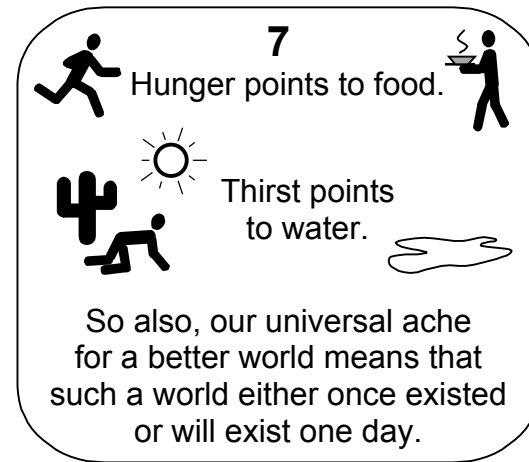 7
Hunger points to food.
Thirst points
to water.
So also, our universal ache
for a better world means that
such a world either once existed
or will exist one day.